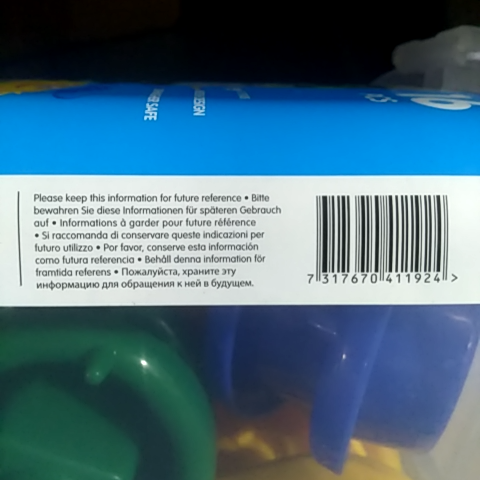 SAFE
Please keep this information for future reference • Bitte
bewahren Sie diese Informationen für späteren Gebrauch
auf • Informations à garder pour future référence
• Si raccomanda di conservare queste indicazioni per
futuro utilizzo • Por favor, conserve esta información
como futura referencia • Behåll denna information för
framtida referens • Пожалуйста, храните эту
информацию для обращения к ней в будущем.
7 317670 411924 >